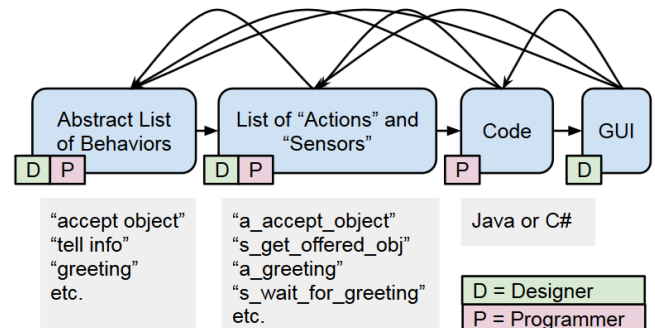 Abstract List
of Behaviors
D P
List of “Actions” and
“Sensors”
D P
Code
P
GUI
D
“accept object”
“tell info”
“greeting”
etc.
“a_accept_object”
“s_get_offered_obj”
“a_greeting”
“s_wait_for_greeting”
etc.
Java or C#
D = Designer
P = Programmer